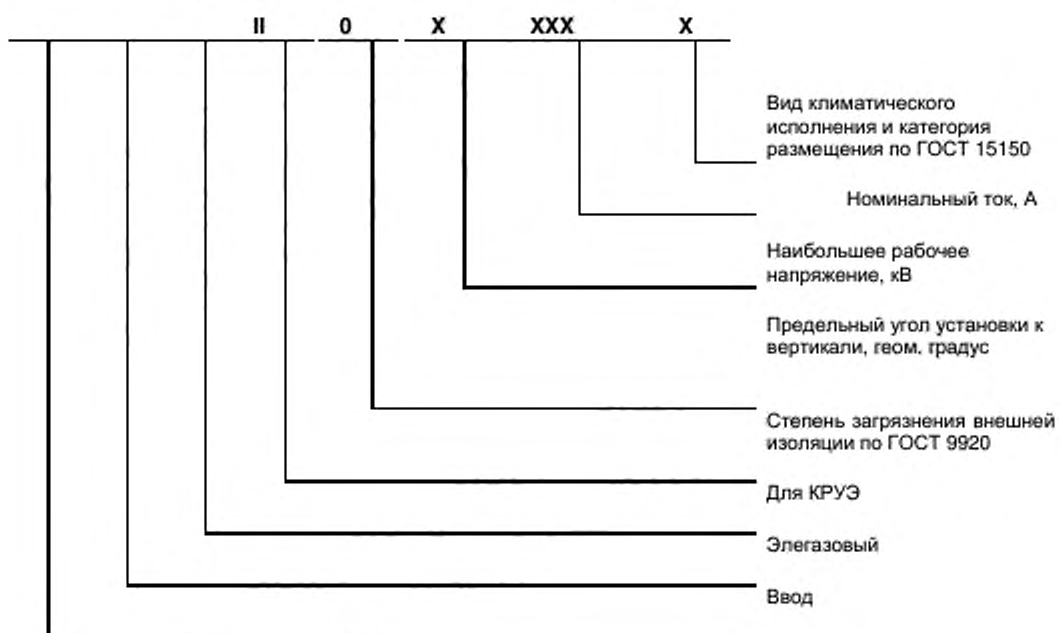 II 0 X XXX X
Вид климатического
исполнения и категория
размещения по ГОСТ 15150
Номинальный ток, А
Наибольшее рабочее
напряжение, кВ
Предельный угол установки к
вертикали, геом. градус
Степень загрязнения внешней
изоляции по ГОСТ 9920
Для КРУЭ
Элегазовый
Ввод